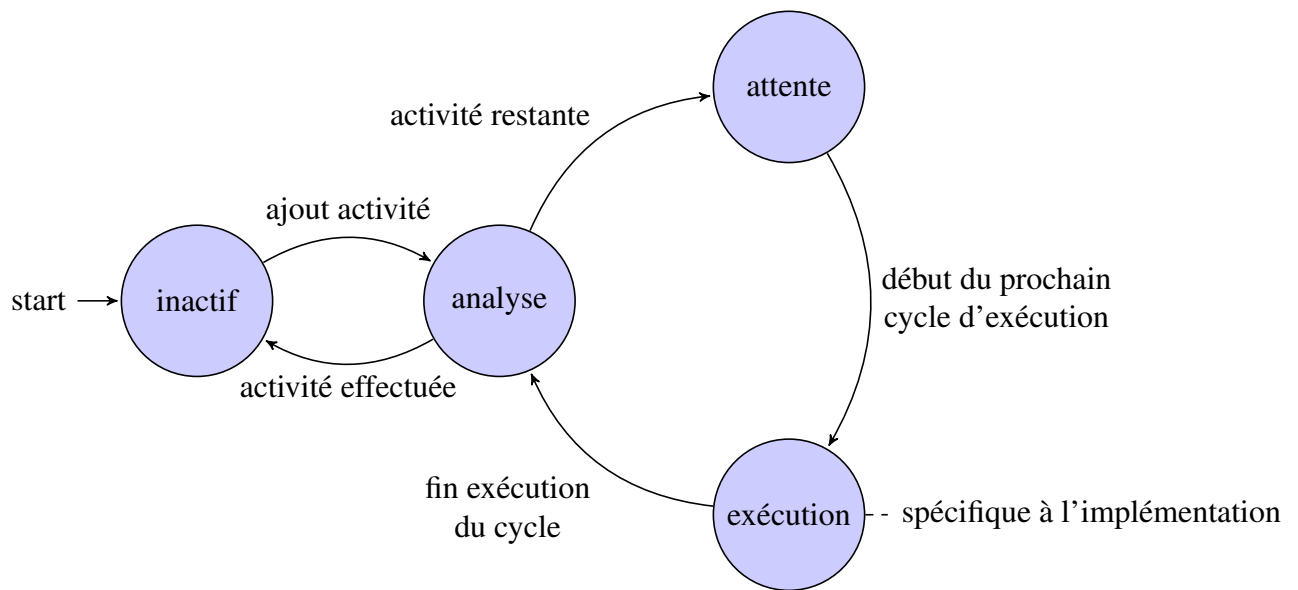 attente
activité restante
ajout activité
début du prochain
cycle d'exécution
start
inactif
analyse
activité effectuée
fin exécution
du cycle
exécution
spécifique à l'implémentation